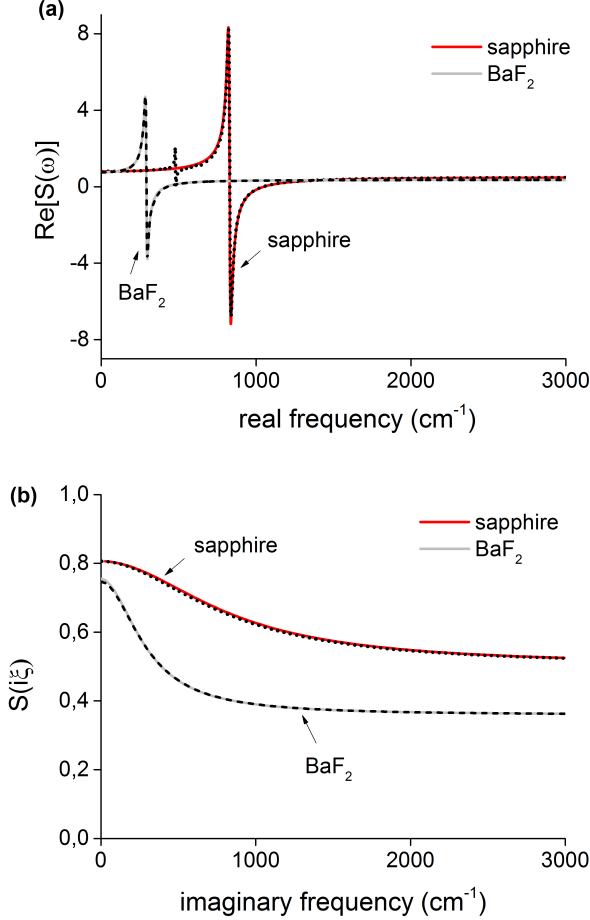 (a)
8
4
0
-4
-8
Re[S(ω)]
sapphire
BaF₂
sapphire
BaF₂
0
1000
2000
3000
real frequency (cm⁻¹)
(b)
1,0
0,8
0,6
0,4
0,2
0,0
S(iξ)
sapphire
BaF₂
sapphire
BaF₂
0
1000
2000
3000
imaginary frequency (cm⁻¹)